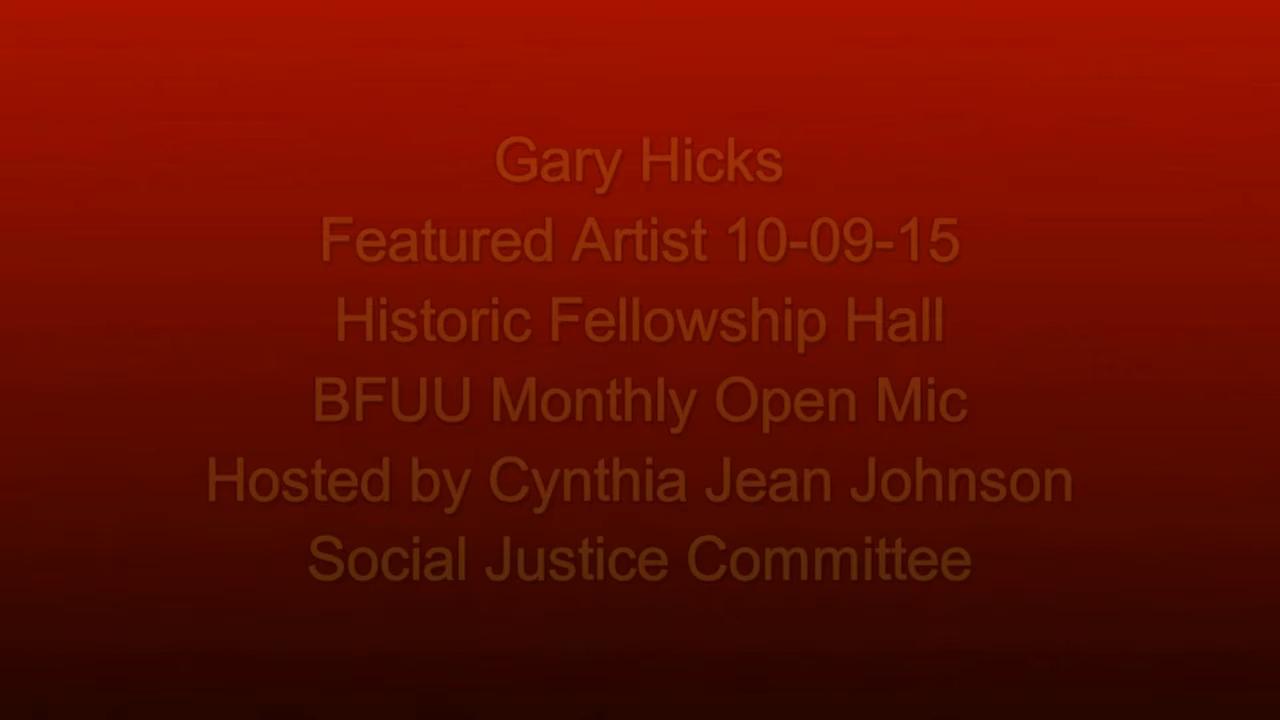 Gary Hicks
Featured Artist 10-09-15
Historic Fellowship Hall
BFUU Monthly Open Mic
Hosted by Cynthia Jean Johnson
Social Justice Committee